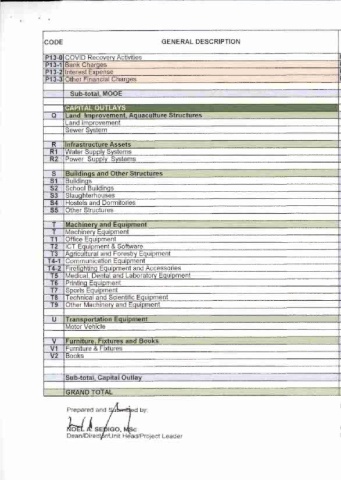 CODE GENERAL DESCRIPTION
P13-8 COVID Recovery Activities
P13-1 Bank Charges
P13-2 Interest Expense
P13-3 Other Financial Charges
Sub-total, MOOE
CAPITAL OUTLAYS
Q Land Improvement, Aquaculture Structures
Land improvement
Sewer System
R Infrastructure Assets
R1 Water Supply Systems
R2 Power Supply Systems
S Buildings and Other Structures
S1 Buildings
S2 School Buildings
S3 Slaughterhouses
S4 Hostels and Dormitories
S5 Other Structures
T Machinery and Equipment
T Machinery Equipment
T1 Office Equipment
T2 ICT Equipment & Software
T3 Agricultural and Forestry Equipment
T4-1 Communication Equipment
T4-2 Firefighting Equipment and Accessories
T5 Medical, Dental and Laboratory Equipment
T6 Printing Equipment
T7 Sports Equipment
T8 Technical and Scientific Equipment
T9 Other Machinery and Equipment
U Transportation Equipment
Motor Vehicle
V Furniture, Fixtures and Books
V1 Furniture & Fixtures
V2 Books
Sub-total, Capital Outlay
GRAND TOTAL
Prepared and Submitted by:
NOEL A. SEDIGO, MSc
Dean/Director/Unit Head/Project Leader